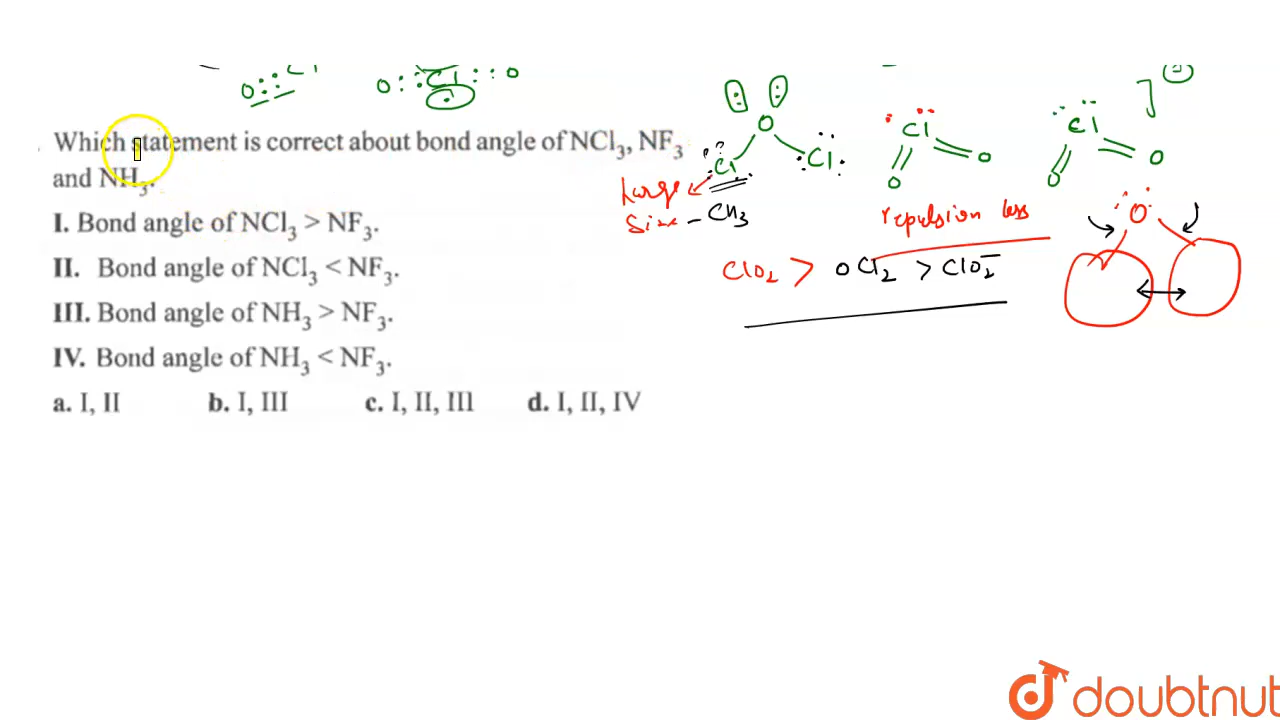 O Cl
O Cl O
Which statement is correct about bond angle of NCl₃, NF₃
and NH₃.
I. Bond angle of NCl₃ > NF₃.
II. Bond angle of NCl₃ < NF₃.
III. Bond angle of NH₃ > NF₃.
IV. Bond angle of NH₃ < NF₃.
a. I, II b. I, III c. I, II, III d. I, II, IV
O
Cl Cl
Large
Size - CH₃
Cl
O O
repulsion less
Cl
O O
O
ClO₂ > OCl₂ > ClO₂⁻
doubtnut